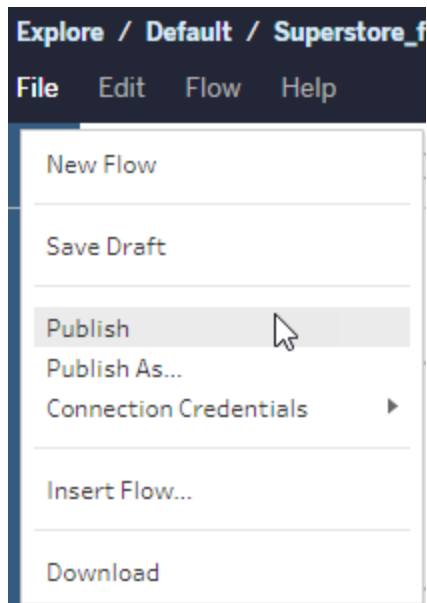 Explore / Default / Superstore_f
File Edit Flow Help
New Flow
Save Draft
Publish
Publish As...
Connection Credentials
Insert Flow...
Download